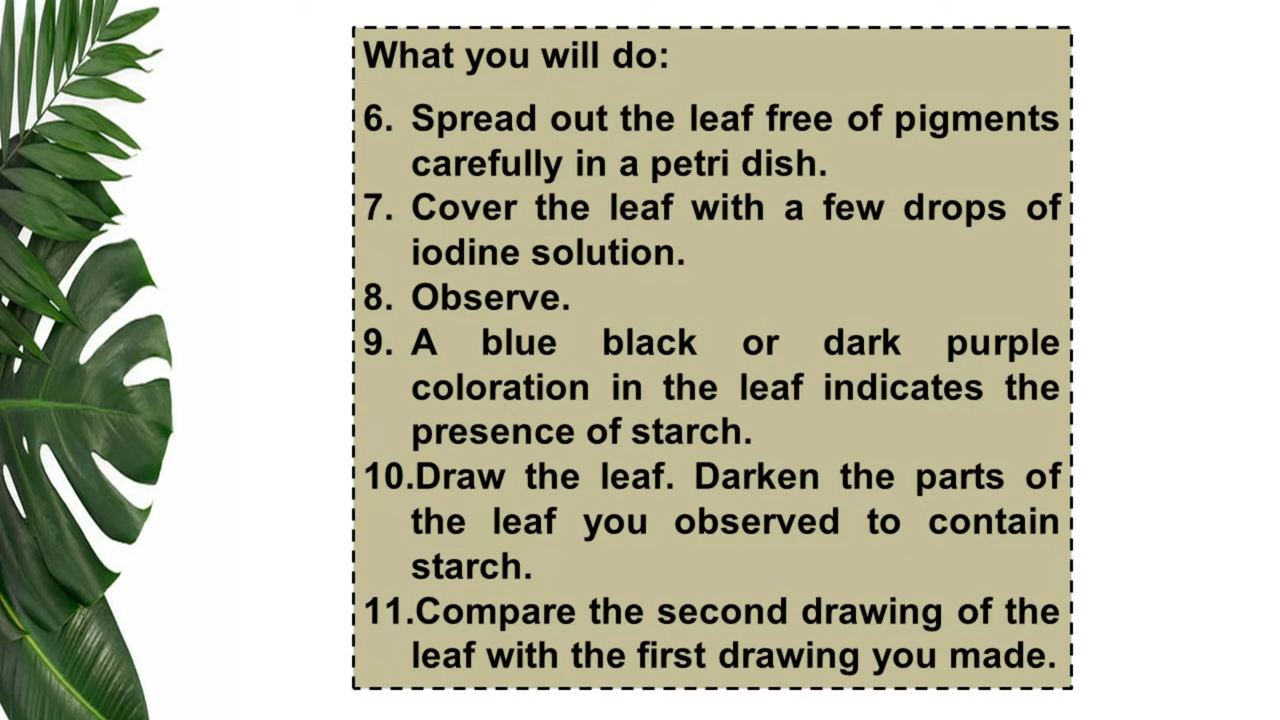 What you will do:
6. Spread out the leaf free of pigments
carefully in a petri dish.
7. Cover the leaf with a few drops of
iodine solution.
8. Observe.
9. A blue black or dark purple
coloration in the leaf indicates the
presence of starch.
10.Draw the leaf. Darken the parts of
the leaf you observed to contain
starch.
11.Compare the second drawing of the
leaf with the first drawing you made.